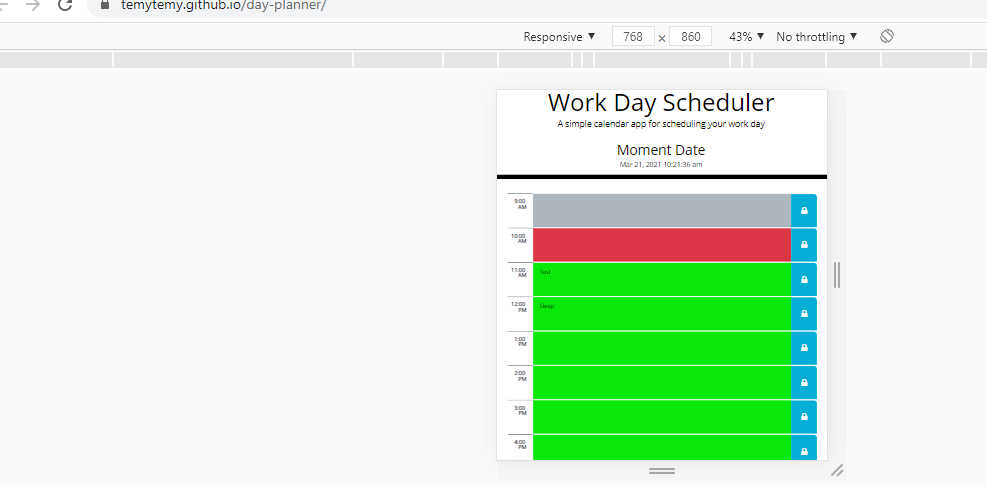 temytemy.github.io/day-planner/
Responsive ▼ 768 × 860 43% ▼ No throttling ▼
Work Day Scheduler
A simple calendar app for scheduling your work day
Moment Date
Mar 21, 2021 10:21:36 am
9:00
AM
10:00
AM
11:00
AM
Test
12:00
PM
Sleep
1:00
PM
2:00
PM
3:00
PM
4:00
PM